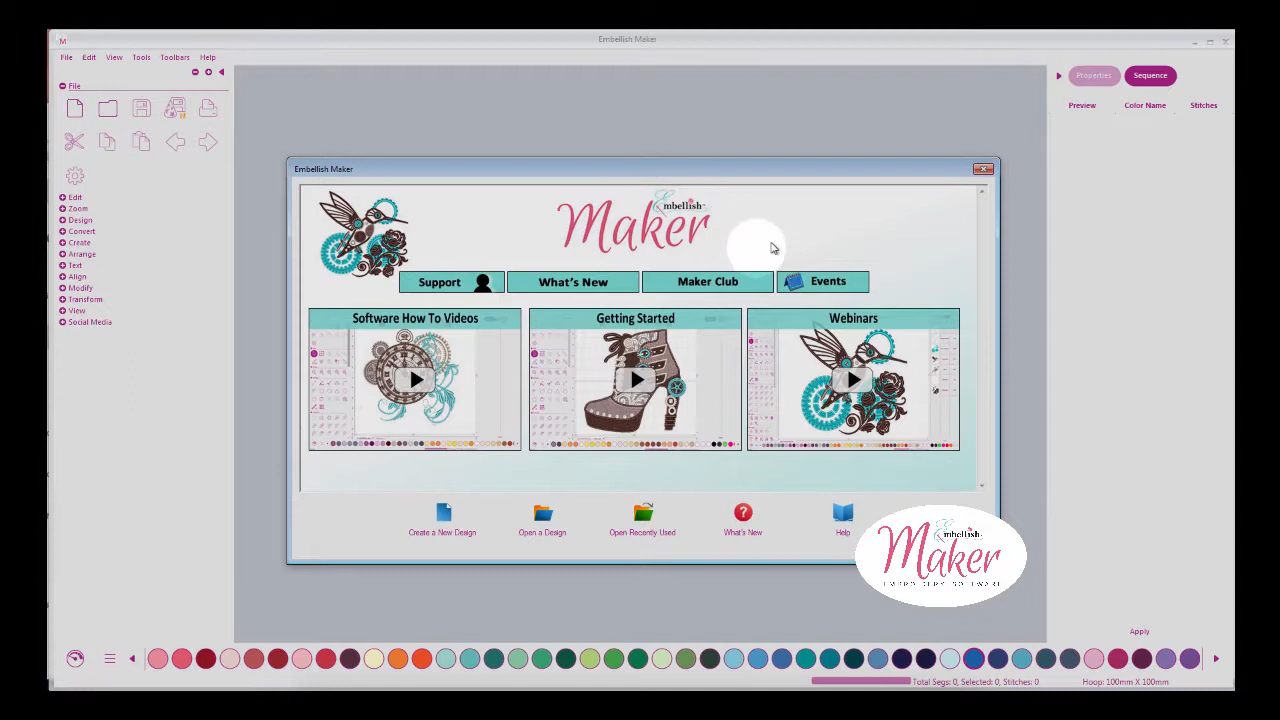 M
Embellish Maker
File Edit View Tools Toolbars Help
File
Edit
Zoom
Design
Convert
Create
Arrange
Text
Align
Modify
Transform
View
Social Media
Properties Sequence
Preview Color Name Stitches
Embellish Maker
Embellish™
Maker
Support What's New Maker Club Events
Software How To Videos Getting Started Webinars
Create a New Design Open a Design Open Recently Used What's New Help
Embellish
Maker
EMBROIDERY SOFTWARE
Apply
Total Segs: 0, Selected: 0, Stitches: 0 Hoop: 100mm X 100mm